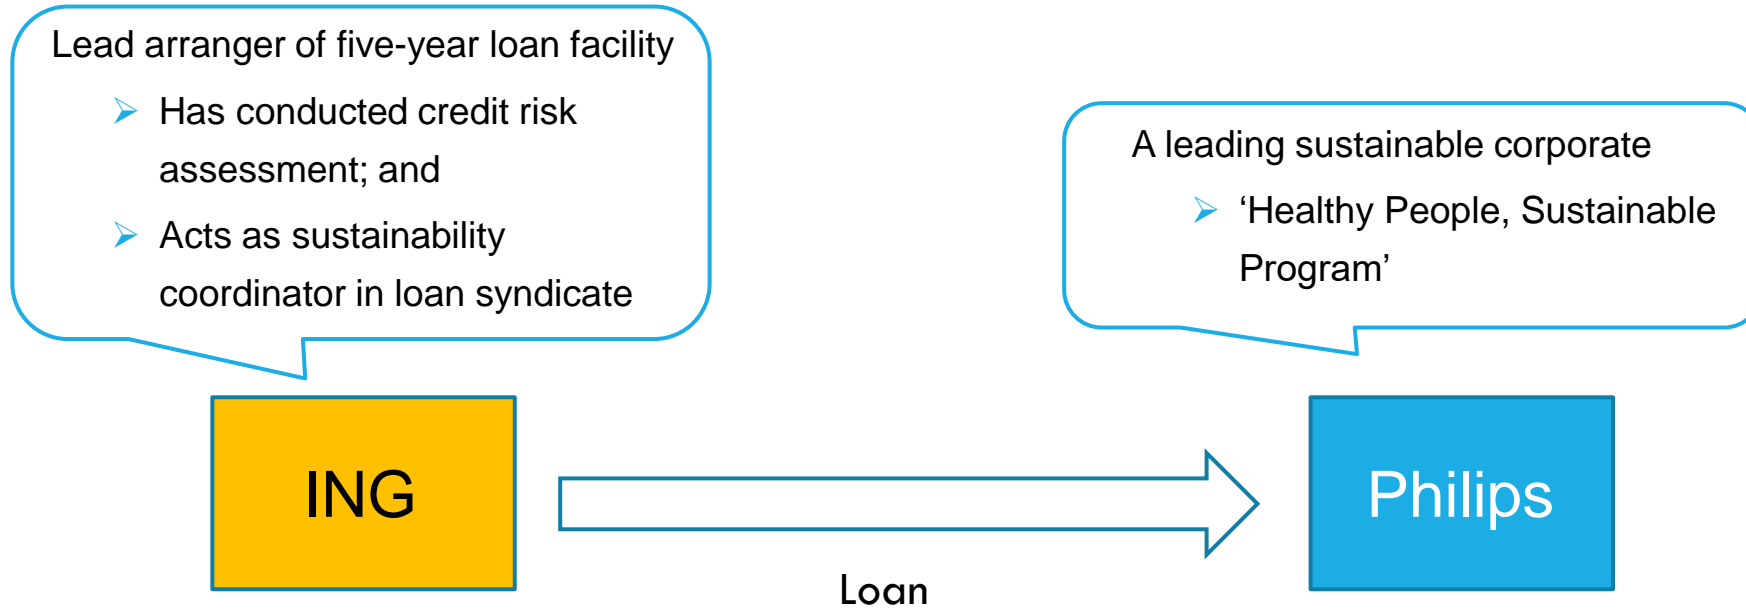 Lead arranger of five-year loan facility
➢ Has conducted credit risk
assessment; and
➢ Acts as sustainability
coordinator in loan syndicate
A leading sustainable corporate
➢ ‘Healthy People, Sustainable
Program’
ING
Philips
Loan